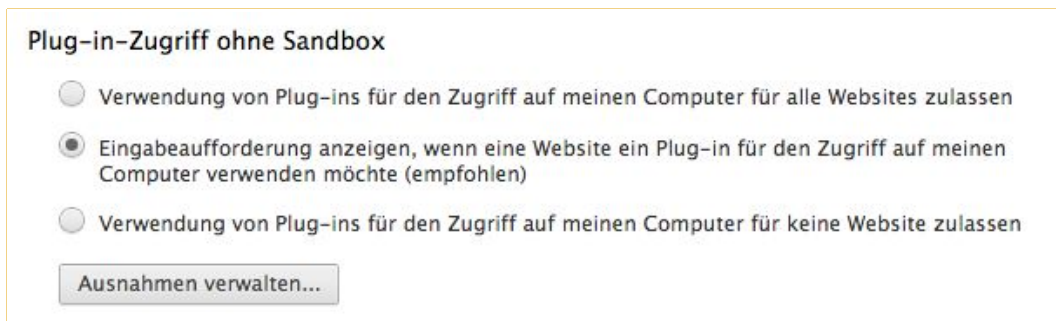 Plug-in-Zugriff ohne Sandbox
Verwendung von Plug-ins für den Zugriff auf meinen Computer für alle Websites zulassen
Eingabeaufforderung anzeigen, wenn eine Website ein Plug-in für den Zugriff auf meinen
Computer verwenden möchte (empfohlen)
Verwendung von Plug-ins für den Zugriff auf meinen Computer für keine Website zulassen
Ausnahmen verwalten...